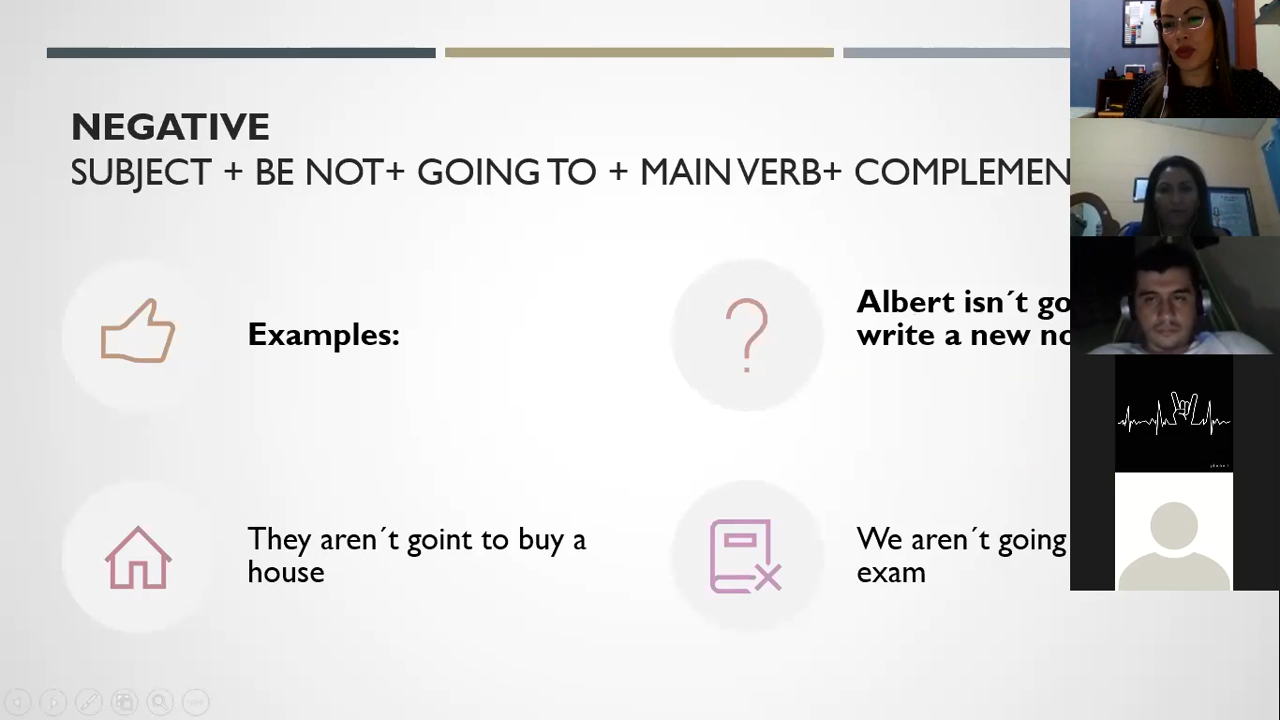 NEGATIVE
SUBJECT + BE NOT+ GOING TO + MAIN VERB+ COMPLEMEN
Examples:
Albert isn´t go
write a new no
They aren´t goint to buy a
house
We aren´t going
exam